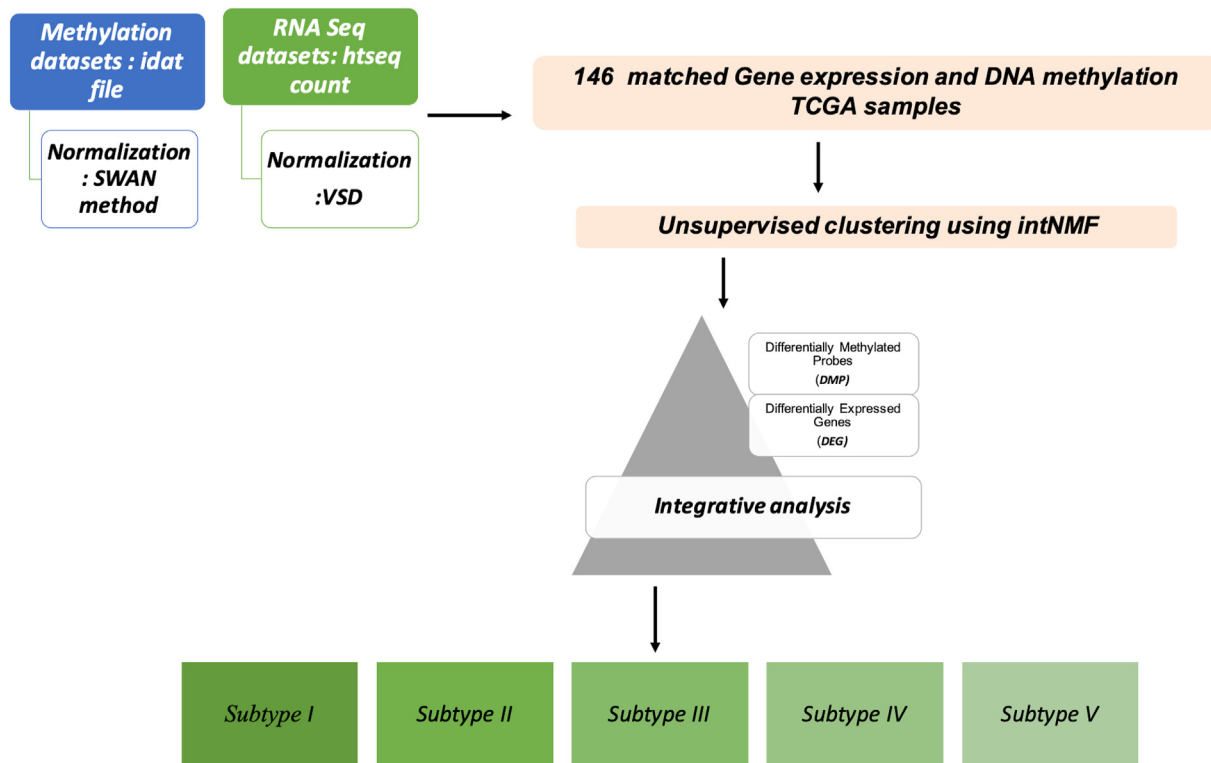 Methylation
datasets : idat
file
Normalization
: SWAN
method
RNA Seq
datasets: htseq
count
Normalization
:VSD
146 matched Gene expression and DNA methylation
TCGA samples
Unsupervised clustering using intNMF
Differentially Methylated
Probes
(DMP)
Differentially Expressed
Genes
(DEG)
Integrative analysis
Subtype I
Subtype II
Subtype III
Subtype IV
Subtype V